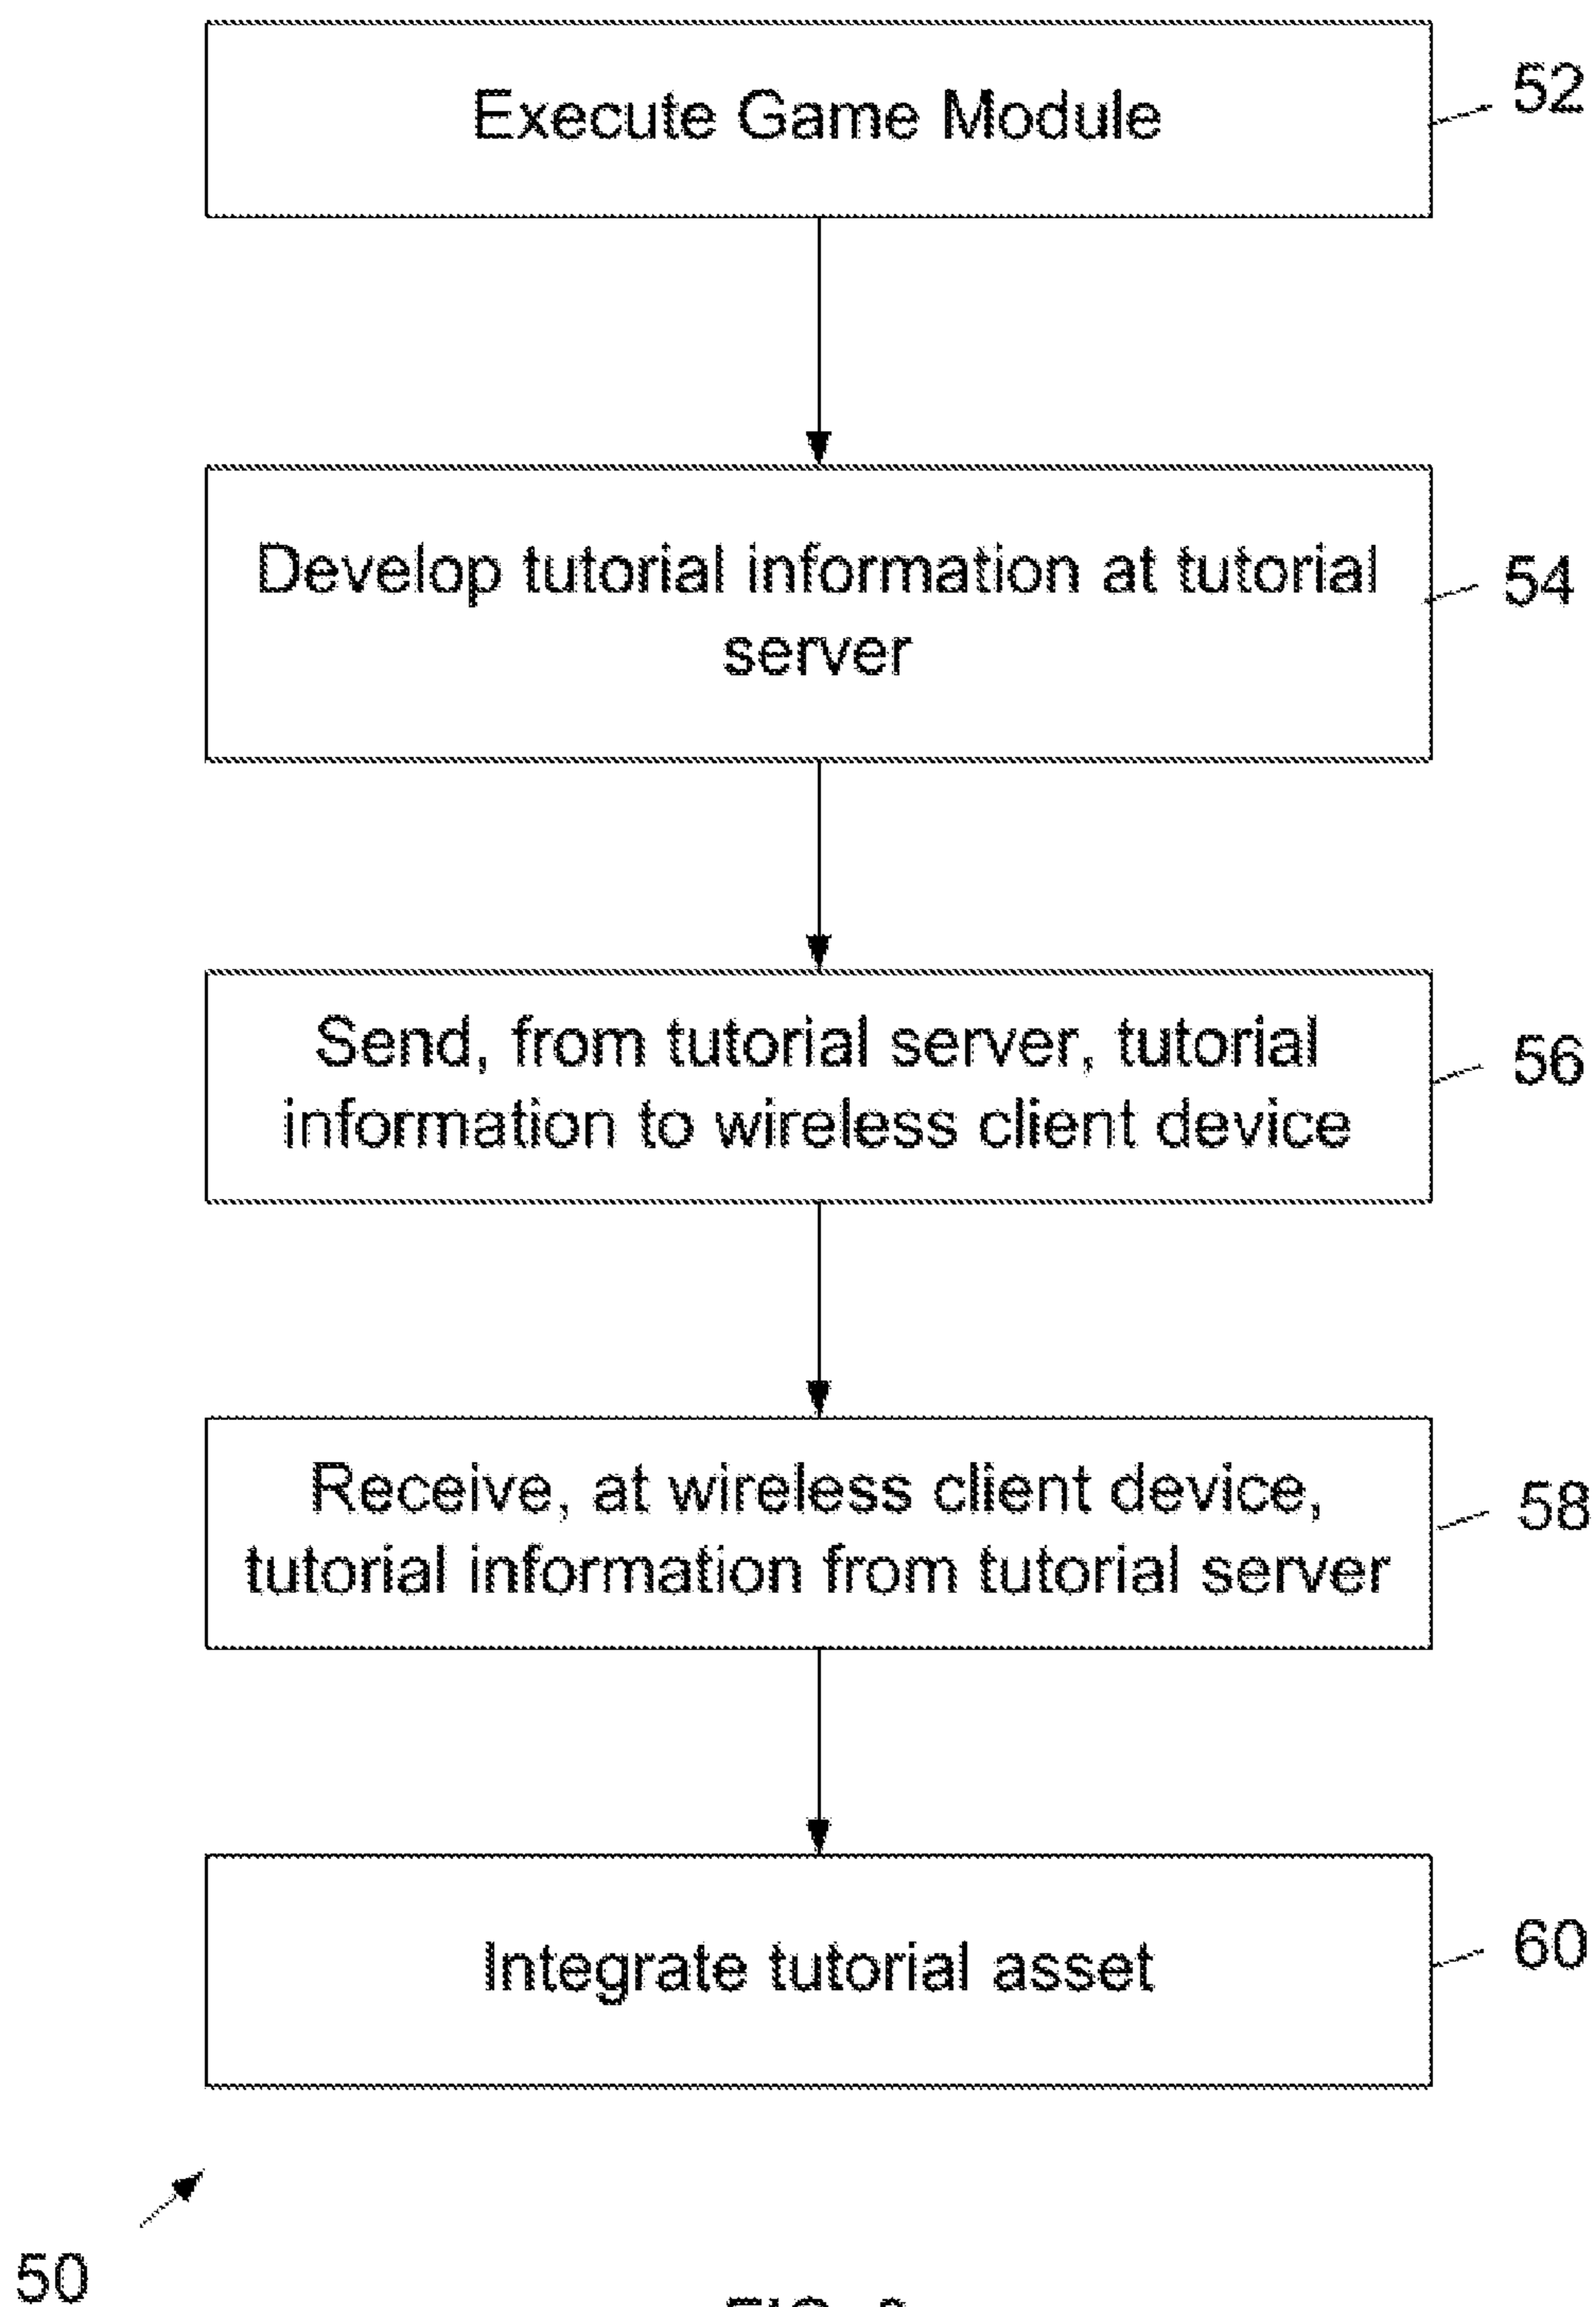 Execute Game Module
52
Develop tutorial information at tutorial
server
54
Send, from tutorial server, tutorial
information to wireless client device
56
Receive, at wireless client device,
tutorial information from tutorial server
58
Integrate tutorial asset
60
50